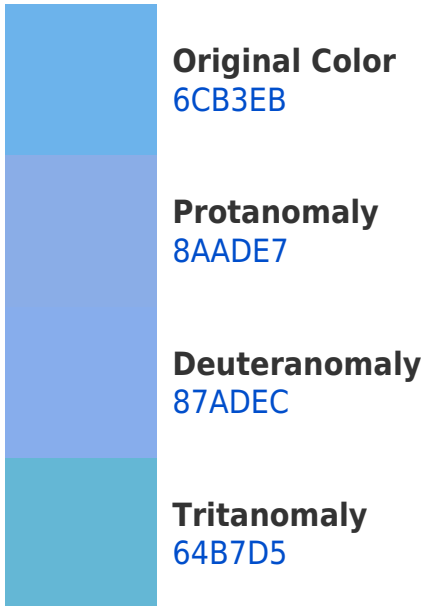 Original Color
6CB3EB
Protanomaly
8AADE7
Deuteranomaly
87ADEC
Tritanomaly
64B7D5